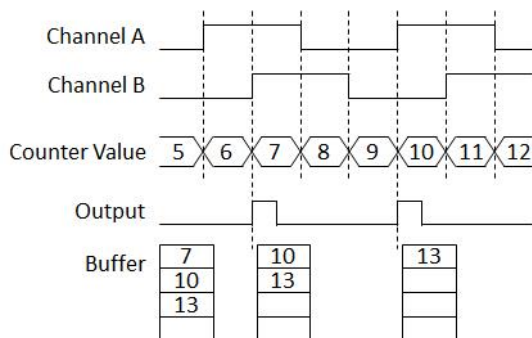 Channel A
Channel B
Counter Value 5 6 7 8 9 10 11 12
Output
Buffer 7 10 13
10 13
13